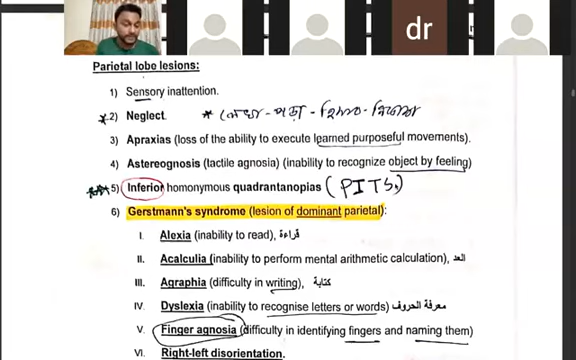 dr
Parietal lobe lesions:
1) Sensory inattention.
2) Neglect. * লেখা - পড়া - হিসাব -
3) Apraxias (loss of the ability to execute learned purposeful movements).
4) Astereognosis (tactile agnosia) (inability to recognize object by feeling)
5) Inferior homonymous quadrantanopias (PITS)
6) Gerstmann's syndrome (lesion of dominant parietal):
I. Alexia (inability to read), قراءة
II. Acalculia (inability to perform mental arithmetic calculation), العد
III. Agraphia (difficulty in writing), كتابة
IV. Dyslexia (inability to recognise letters or words) معرفة الحروف
V. Finger agnosia (difficulty in identifying fingers and naming them)
VI. Right-left disorientation.